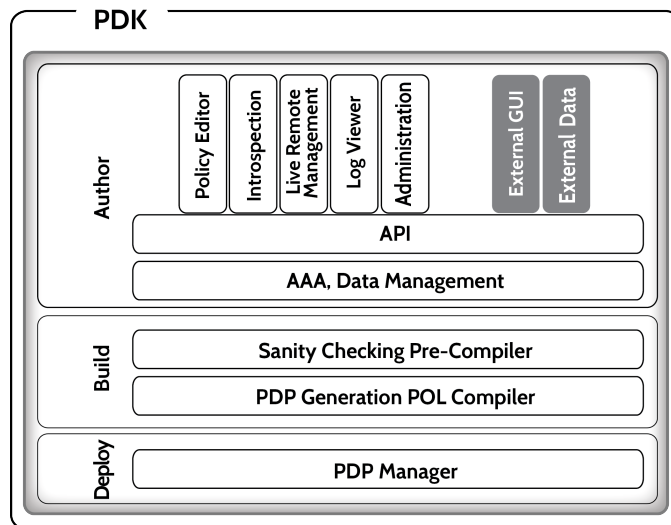 PDK
Author
Policy Editor
Introspection
Live Remote
Management
Log Viewer
Administration
External GUI
External Data
API
AAA, Data Management
Build
Sanity Checking Pre-Compiler
PDP Generation POL Compiler
Deploy
PDP Manager